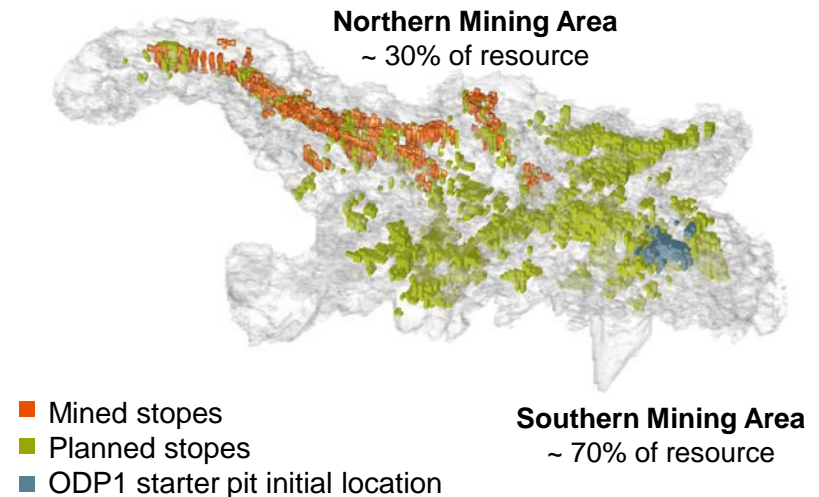 Northern Mining Area
~ 30% of resource
Mined stopes
Planned stopes
ODP1 starter pit initial location
Southern Mining Area
~ 70% of resource